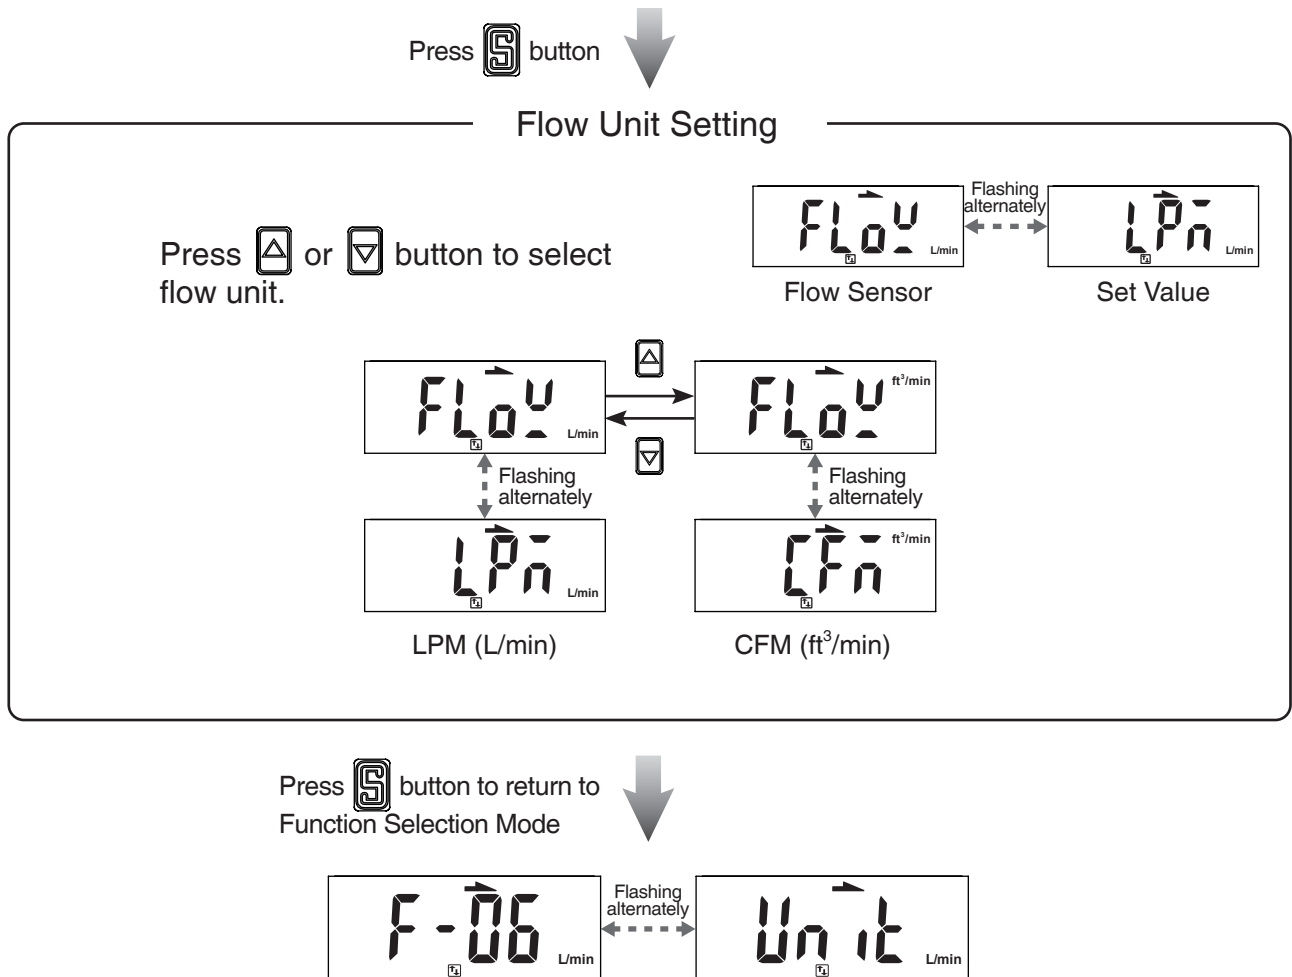 Press S button
Flow Unit Setting
Press △ or ▽ button to select
flow unit.
FLoW L/min
Flashing
alternately
LPM L/min
Flow Sensor
Set Value
FLoW L/min
FLoW ft³/min
Flashing
alternately
Flashing
alternately
LPM L/min
CFM ft³/min
LPM (L/min)
CFM (ft³/min)
Press S button to return to
Function Selection Mode
F-06 L/min
Flashing
alternately
Unit L/min